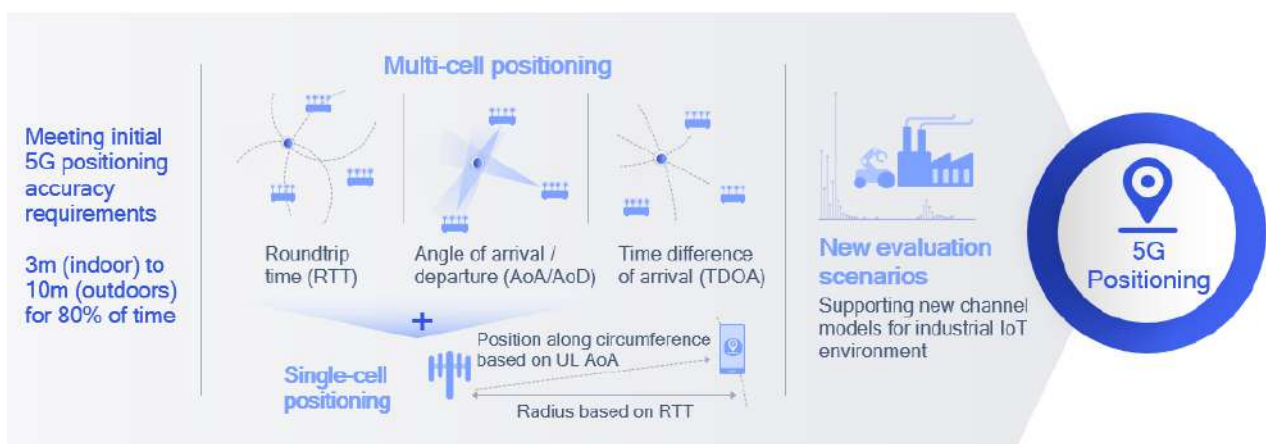 Meeting initial
5G positioning
accuracy
requirements
3m (indoor) to
10m (outdoors)
for 80% of time
Multi-cell positioning
Roundtrip
time (RTT)
Angle of arrival /
departure (AoA/AoD)
Time difference
of arrival (TDOA)
+
Single-cell
positioning
Position along circumference
based on UL AoA
Radius based on RTT
New evaluation
scenarios
Supporting new channel
models for industrial IoT
environment
5G
Positioning